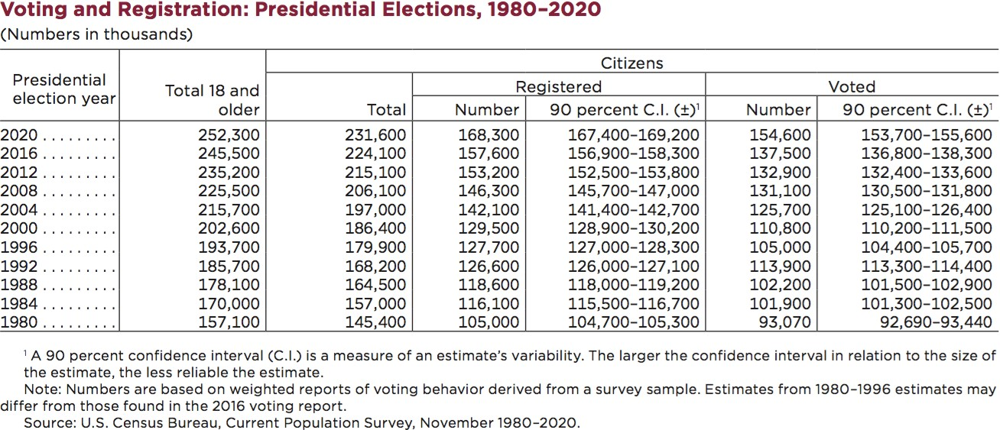 Voting and Registration: Presidential Elections, 1980–2020
(Numbers in thousands)
Presidential election year Total 18 and older Citizens
Total Registered Voted
Number 90 percent C.I. (±)¹ Number 90 percent C.I. (±)¹
2020 . . . . . . . . . 252,300 231,600 168,300 167,400–169,200 154,600 153,700–155,600
2016 . . . . . . . . . 245,500 224,100 157,600 156,900–158,300 137,500 136,800–138,300
2012 . . . . . . . . . 235,200 215,100 153,200 152,500–153,800 132,900 132,400–133,600
2008 . . . . . . . . . 225,500 206,100 146,300 145,700–147,000 131,100 130,500–131,800
2004 . . . . . . . . . 215,700 197,000 142,100 141,400–142,700 125,700 125,100–126,400
2000 . . . . . . . . . 202,600 186,400 129,500 128,900–130,200 110,800 110,200–111,500
1996 . . . . . . . . . 193,700 179,900 127,700 127,000–128,300 105,000 104,400–105,700
1992 . . . . . . . . . 185,700 168,200 126,600 126,000–127,100 113,900 113,300–114,400
1988 . . . . . . . . . 178,100 164,500 118,600 118,000–119,200 102,200 101,500–102,900
1984 . . . . . . . . . 170,000 157,000 116,100 115,500–116,700 101,900 101,300–102,500
1980 . . . . . . . . . 157,100 145,400 105,000 104,700–105,300 93,070 92,690–93,440
¹ A 90 percent confidence interval (C.I.) is a measure of an estimate’s variability. The larger the confidence interval in relation to the size of
the estimate, the less reliable the estimate.
Note: Numbers are based on weighted reports of voting behavior derived from a survey sample. Estimates from 1980–1996 estimates may
differ from those found in the 2016 voting report.
Source: U.S. Census Bureau, Current Population Survey, November 1980–2020.